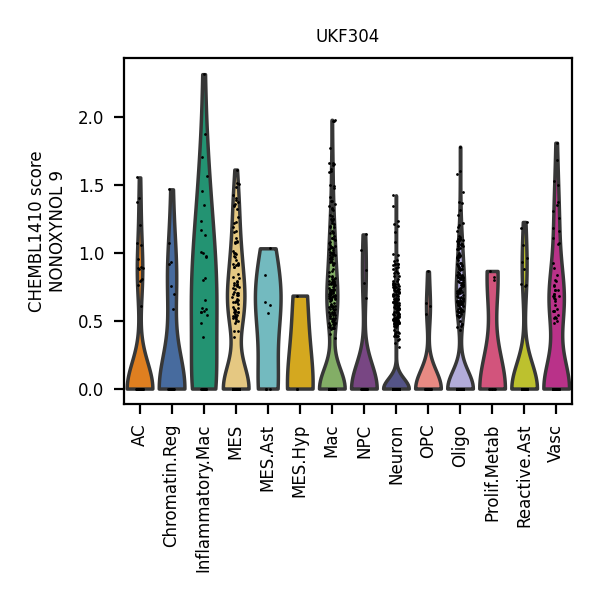 UKF304
CHEMBL1410 score
NONOXYNOL 9
2.0
1.5
1.0
0.5
0.0
AC
Chromatin.Reg
Inflammatory.Mac
MES
MES.Ast
MES.Hyp
Mac
NPC
Neuron
OPC
Oligo
Prolif.Metab
Reactive.Ast
Vasc